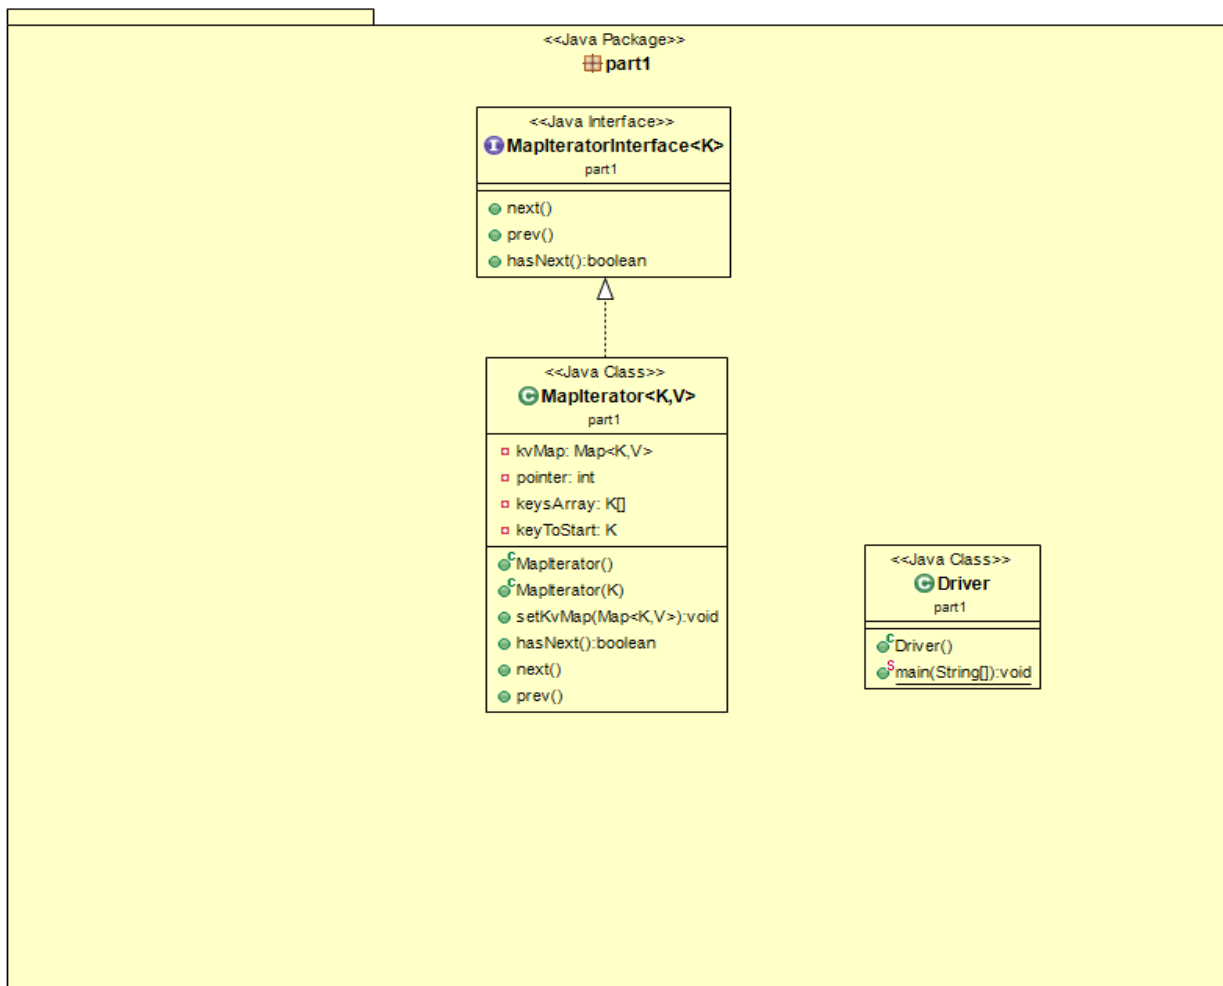 <<Java Package>>
part1
<<Java Interface>>
MapIteratorInterface<K>
part1
next()
prev()
hasNext():boolean
<<Java Class>>
MapIterator<K,V>
part1
kvMap: Map<K,V>
pointer: int
keysArray: K[]
keyToStart: K
MapIterator()
MapIterator(K)
setKvMap(Map<K,V>):void
hasNext():boolean
next()
prev()
<<Java Class>>
Driver
part1
Driver()
main(String[]):void